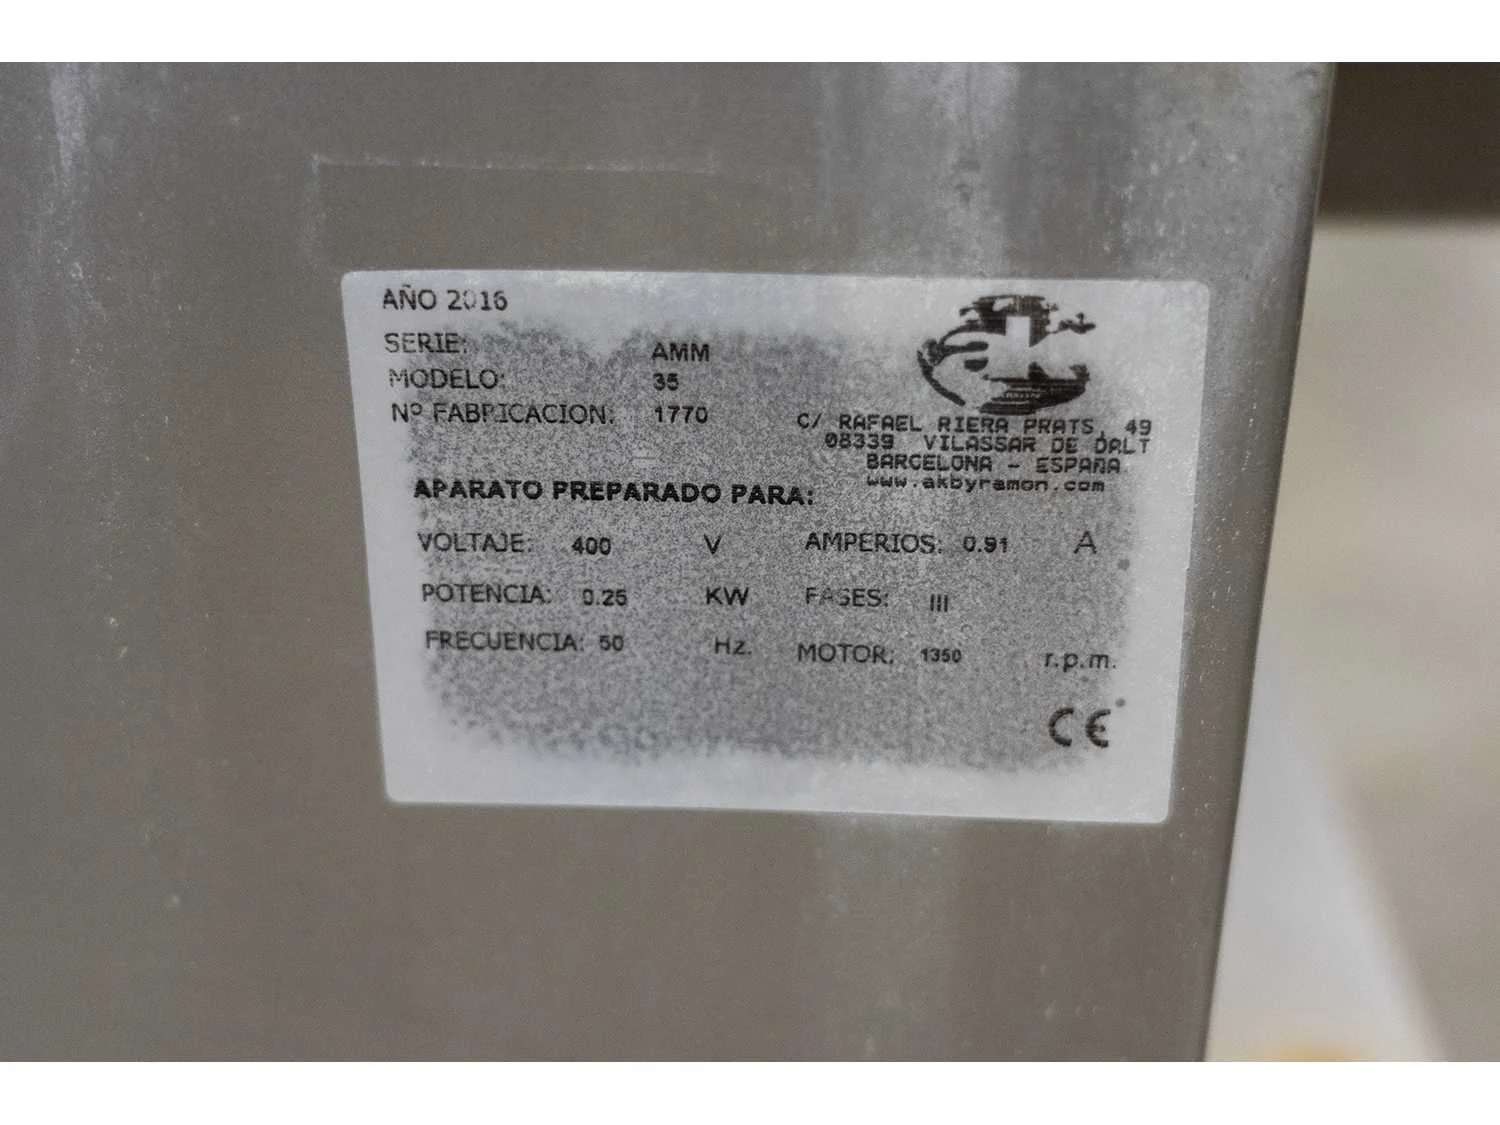 AÑO 2016
SERIE: AMM
MODELO: 35
Nº FABRICACION: 1770
ak
C/ RAFAEL RIERA PRATS, 49
08339 VILASSAR DE DALT
BARCELONA - ESPAÑA
www.akbyramon.com
APARATO PREPARADO PARA:
VOLTAJE: 400 V AMPERIOS: 0.91 A
POTENCIA: 0.25 KW FASES: III
FRECUENCIA: 50 Hz. MOTOR: 1350 r.p.m.
CE